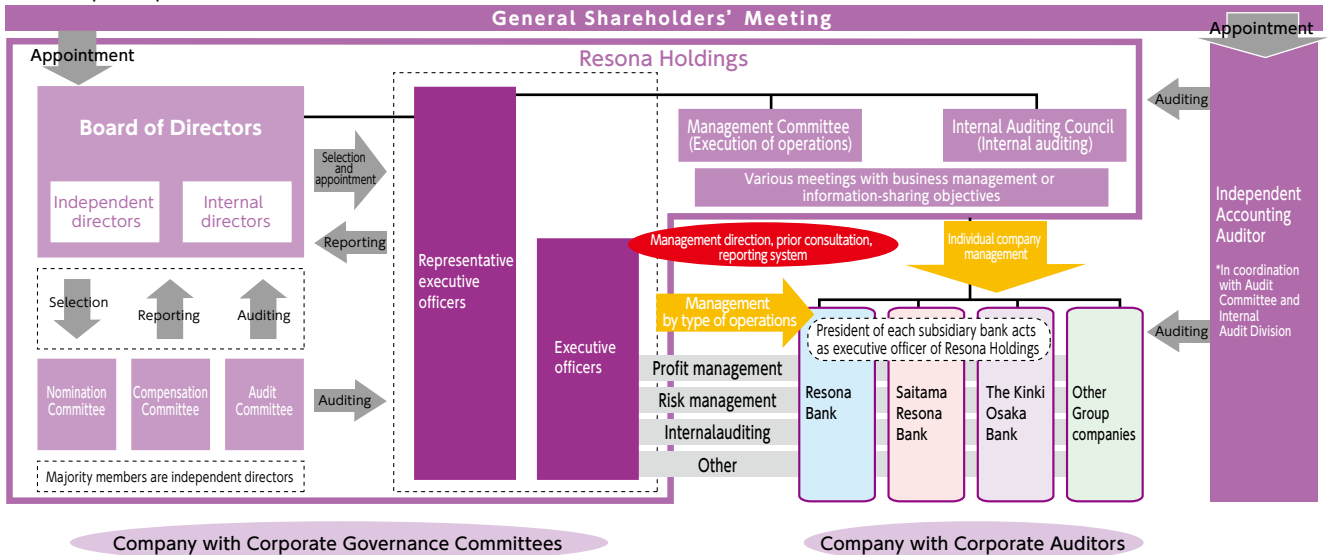 General Shareholders' Meeting
Appointment
Appointment
Resona Holdings
Board of Directors
Independent
directors
Internal
directors
Selection
and
appointment
Reporting
Selection
Reporting
Auditing
Nomination
Committee
Compensation
Committee
Audit
Committee
Auditing
Majority members are independent directors
Representative
executive
officers
Executive
officers
Management Committee
(Execution of operations)
Internal Auditing Council
(Internal auditing)
Various meetings with business management or
information-sharing objectives
Management direction, prior consultation,
reporting system
Individual company
management
Management
by type of operations
President of each subsidiary bank acts
as executive officer of Resona Holdings
Profit management
Risk management
Internalauditing
Other
Resona
Bank
Saitama
Resona
Bank
The Kinki
Osaka
Bank
Other
Group
companies
Auditing
Auditing
Independent
Accounting
Auditor
*In coordination
with Audit
Committee and
Internal
Audit Division
Company with Corporate Governance Committees
Company with Corporate Auditors